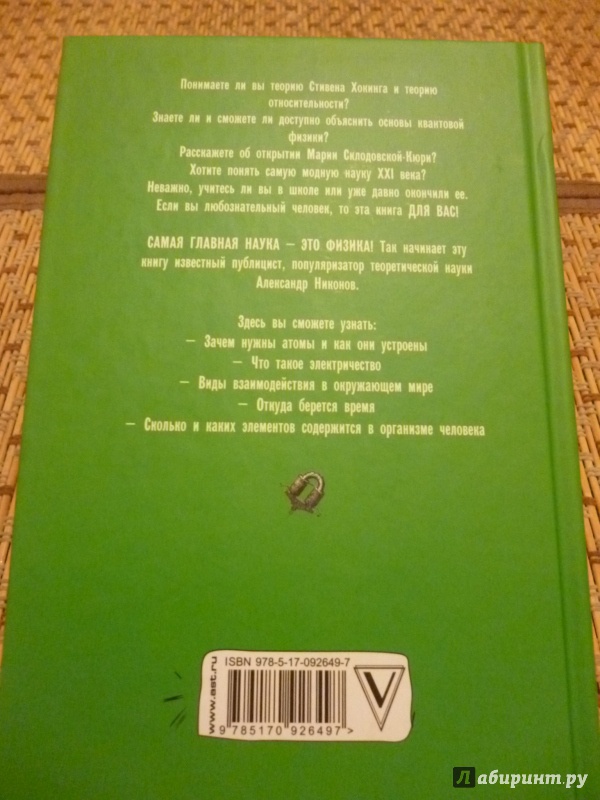 Понимаете ли вы теорию Стивена Хокинга и теорию
относительности?
Знаете ли и сможете ли доступно объяснить основы квантовой
физики?
Расскажете об открытии Марии Склодовской-Кюри?
Хотите понять самую модную науку XXI века?
Неважно, учитесь ли вы в школе или уже давно окончили ее.
Если вы любознательный человек, то эта книга ДЛЯ ВАС!
САМАЯ ГЛАВНАЯ НАУКА — ЭТО ФИЗИКА! Так начинает эту
книгу известный публицист, популяризатор теоретической науки
Александр Никонов.
Здесь вы сможете узнать:
— Зачем нужны атомы и как они устроены
— Что такое электричество
— Виды взаимодействия в окружающем мире
— Откуда берется время
— Сколько и каких элементов содержится в организме человека
ISBN 978-5-17-092649-7
www.ast.ru
9 785170 926497 >
Лабиринт.ру